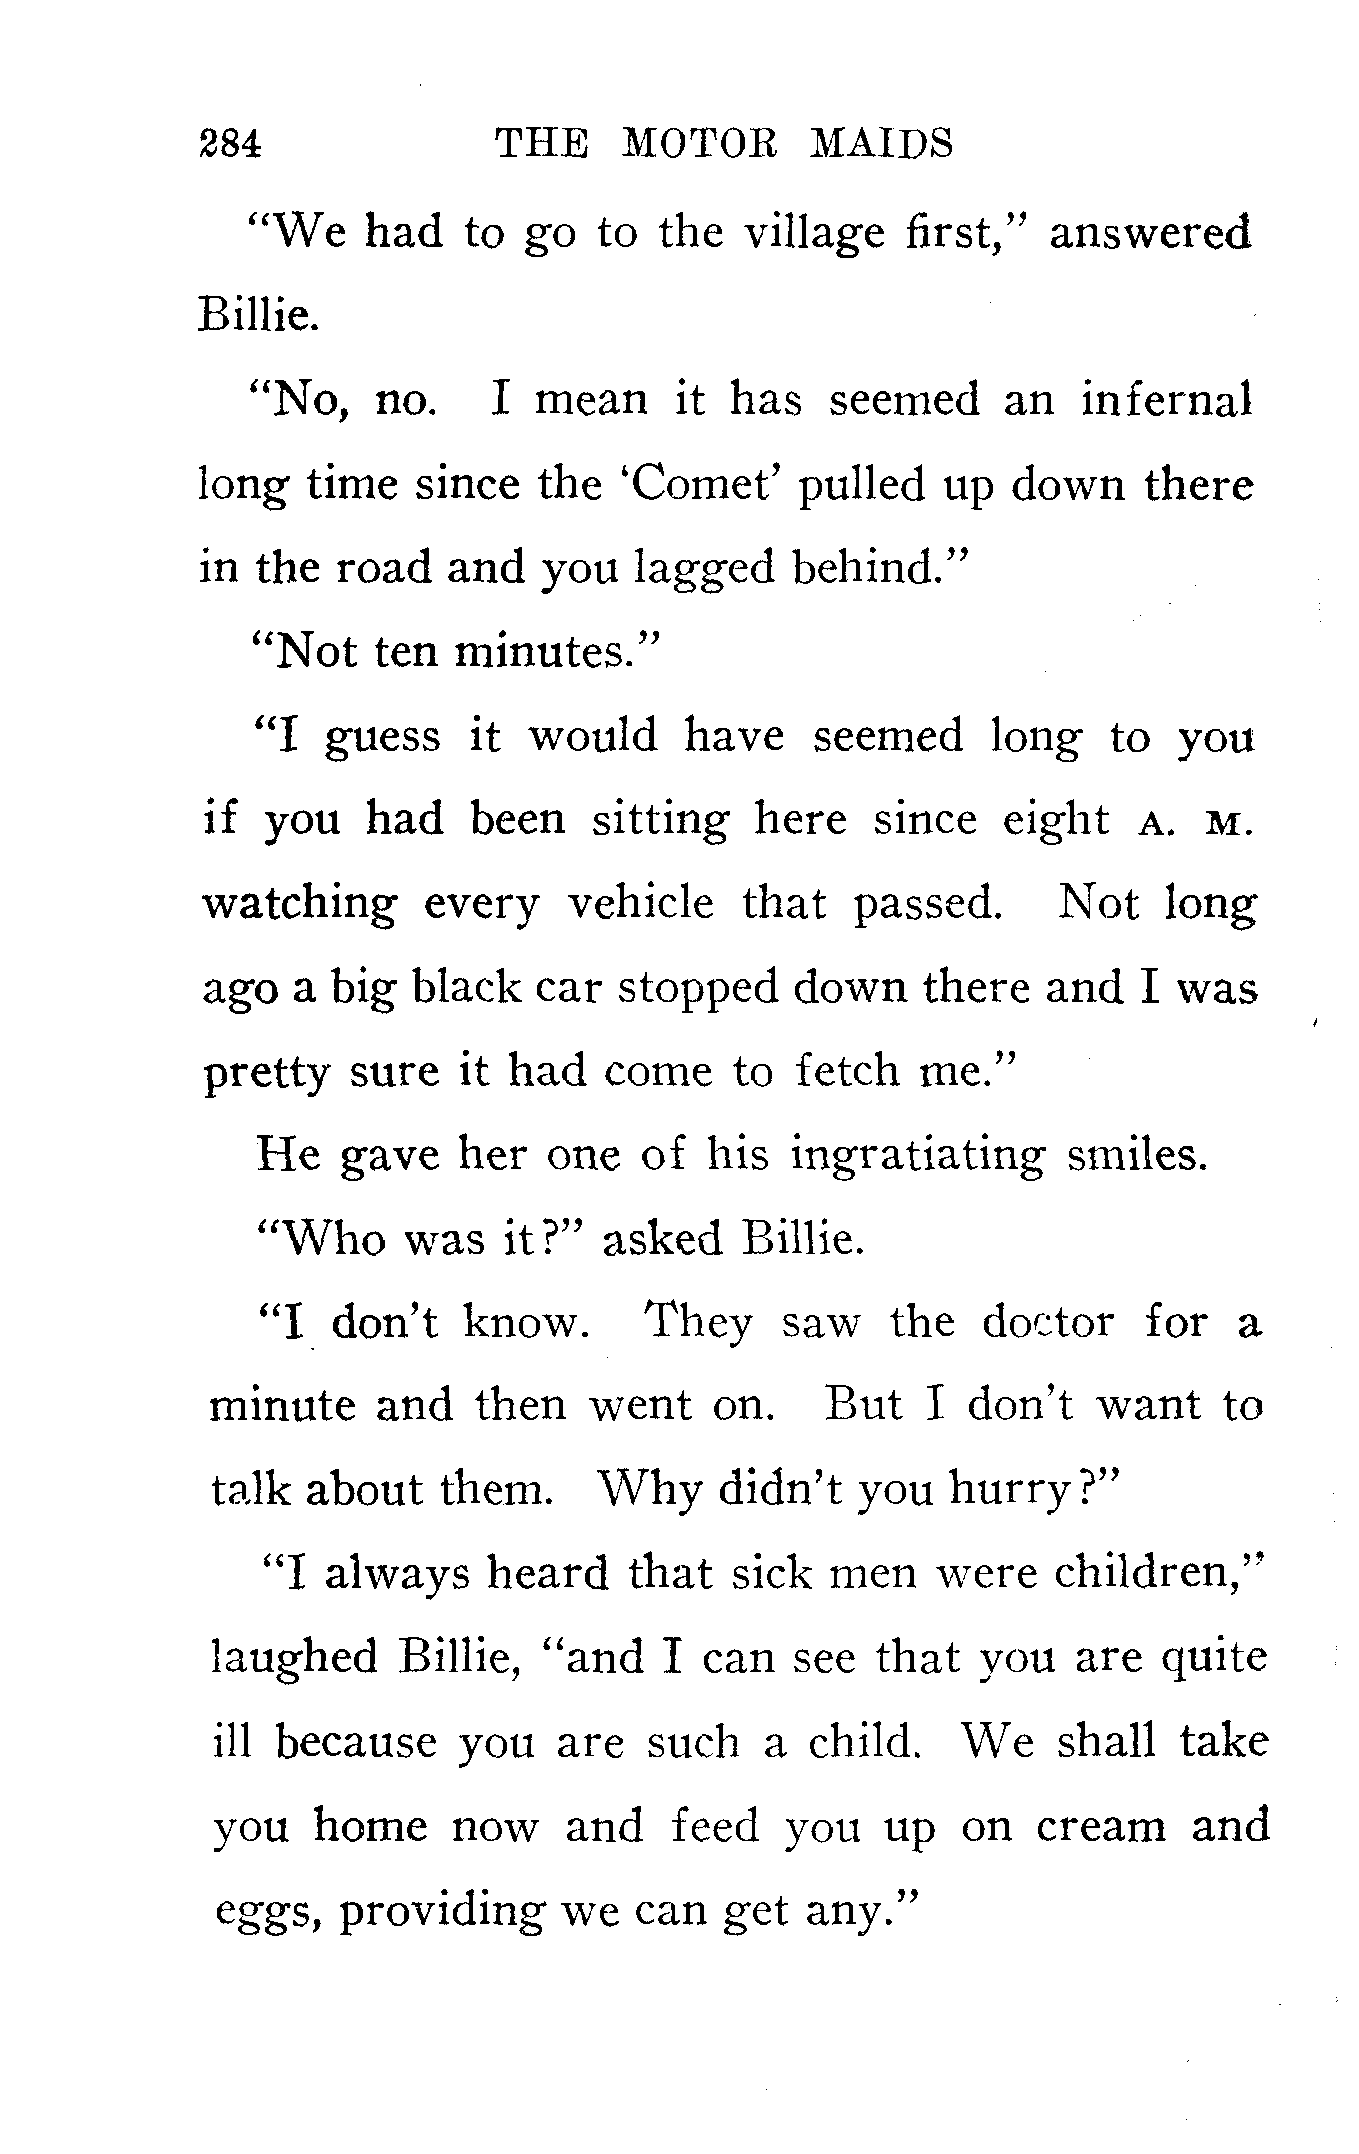 284 THE MOTOR MAIDS
“We had to go to the village first,” answered
Billie.
“No, no. I mean it has seemed an infernal
long time since the ‘Comet’ pulled up down there
in the road and you lagged behind.”
“Not ten minutes.”
“I guess it would have seemed long to you
if you had been sitting here since eight A. M.
watching every vehicle that passed. Not long
ago a big black car stopped down there and I was
pretty sure it had come to fetch me.”
He gave her one of his ingratiating smiles.
“Who was it?” asked Billie.
“I don’t know. They saw the doctor for a
minute and then went on. But I don’t want to
talk about them. Why didn’t you hurry?”
“I always heard that sick men were children,”
laughed Billie, “and I can see that you are quite
ill because you are such a child. We shall take
you home now and feed you up on cream and
eggs, providing we can get any.”